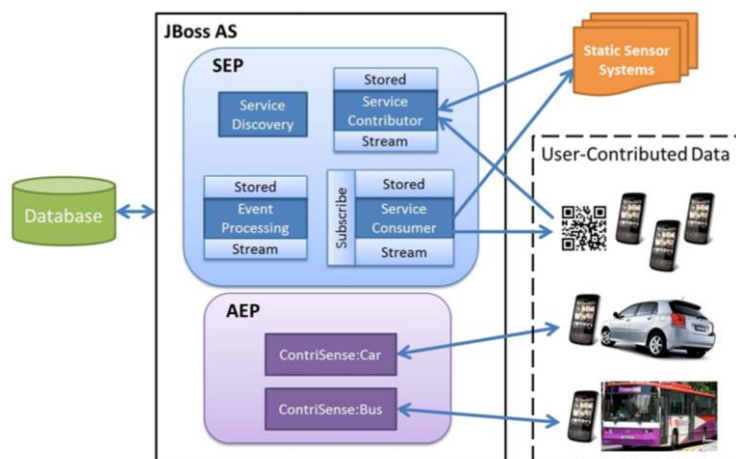 JBoss AS
SEP
Service
Discovery
Stored
Service
Contributor
Stream
Stored
Event
Processing
Stream
Subscribe
Stored
Service
Consumer
Stream
AEP
ContriSense:Car
ContriSense:Bus
Database
Static Sensor
Systems
User-Contributed Data